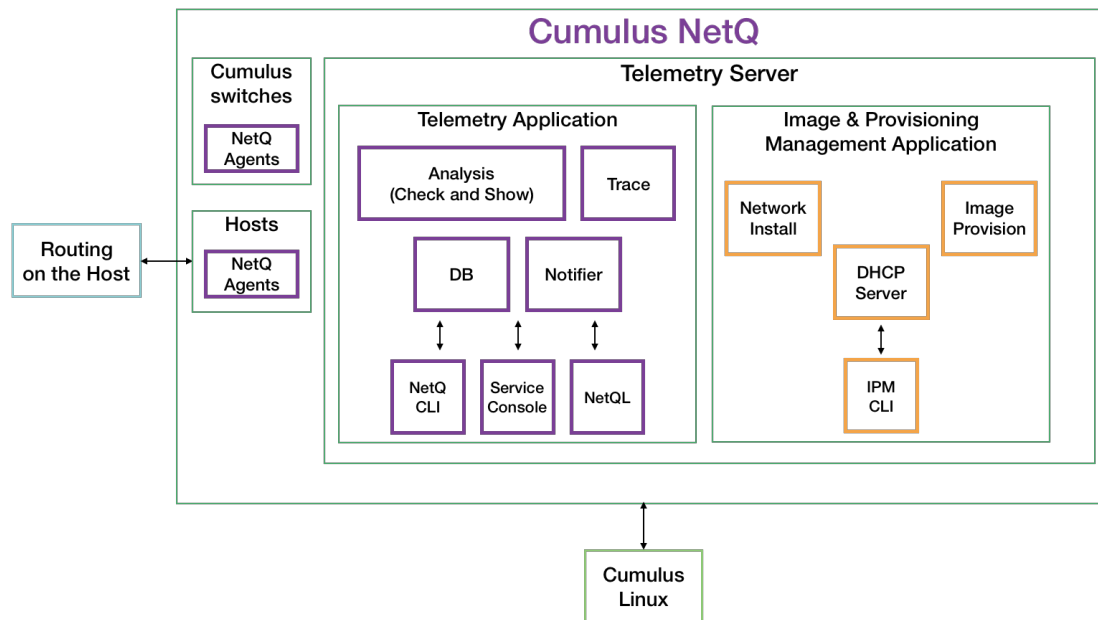 Cumulus NetQ
Cumulus
switches
NetQ
Agents
Hosts
NetQ
Agents
Routing
on the Host
Telemetry Server
Telemetry Application
Analysis
(Check and Show)
Trace
DB
Notifier
NetQ
CLI
Service
Console
NetQL
Image & Provisioning
Management Application
Network
Install
Image
Provision
DHCP
Server
IPM
CLI
Cumulus
Linux